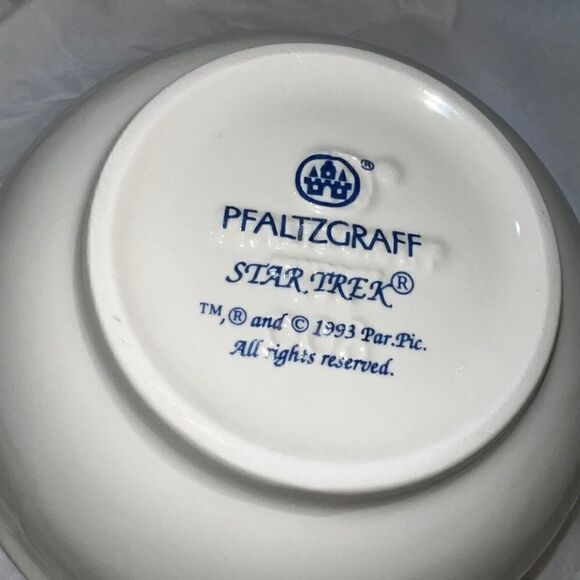 ®
PFALTZGRAFF
STAR TREK®
™,® and © 1993 Par.Pic.
All rights reserved.